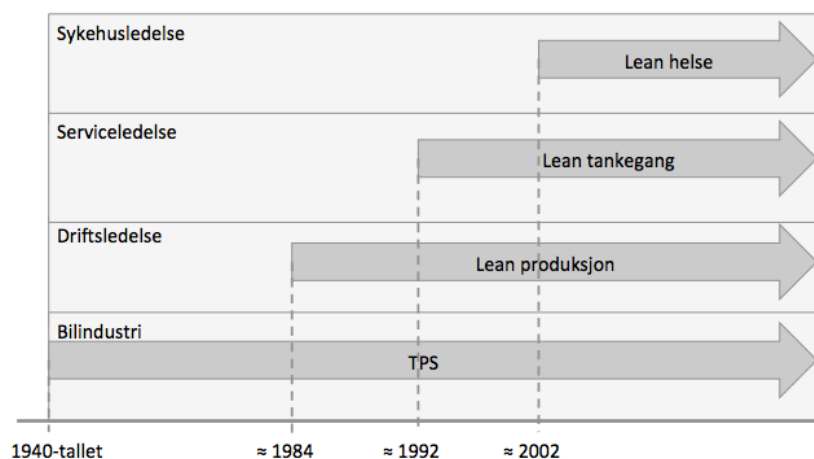 Sykehusledelse
Lean helse
Serviceledelse
Lean tankegang
Driftsledelse
Lean produksjon
Bilindustri
TPS
1940-tallet ≈ 1984 ≈ 1992 ≈ 2002